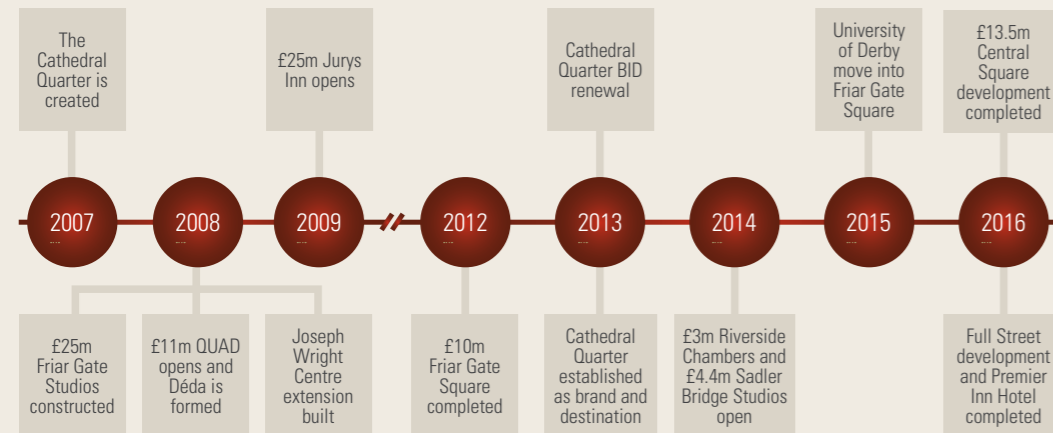 The
Cathedral
Quarter is
created
£25m Jurys
Inn opens
Cathedral
Quarter BID
renewal
University
of Derby
move into
Friar Gate
Square
£13.5m
Central
Square
development
completed
2007
2008
2009
2012
2013
2014
2015
2016
£25m
Friar Gate
Studios
constructed
£11m QUAD
opens and
Déda is
formed
Joseph
Wright
Centre
extension
built
£10m
Friar Gate
Square
completed
Cathedral
Quarter
established
as brand and
destination
£3m Riverside
Chambers and
£4.4m Sadler
Bridge Studios
open
Full Street
development
and Premier
Inn Hotel
completed